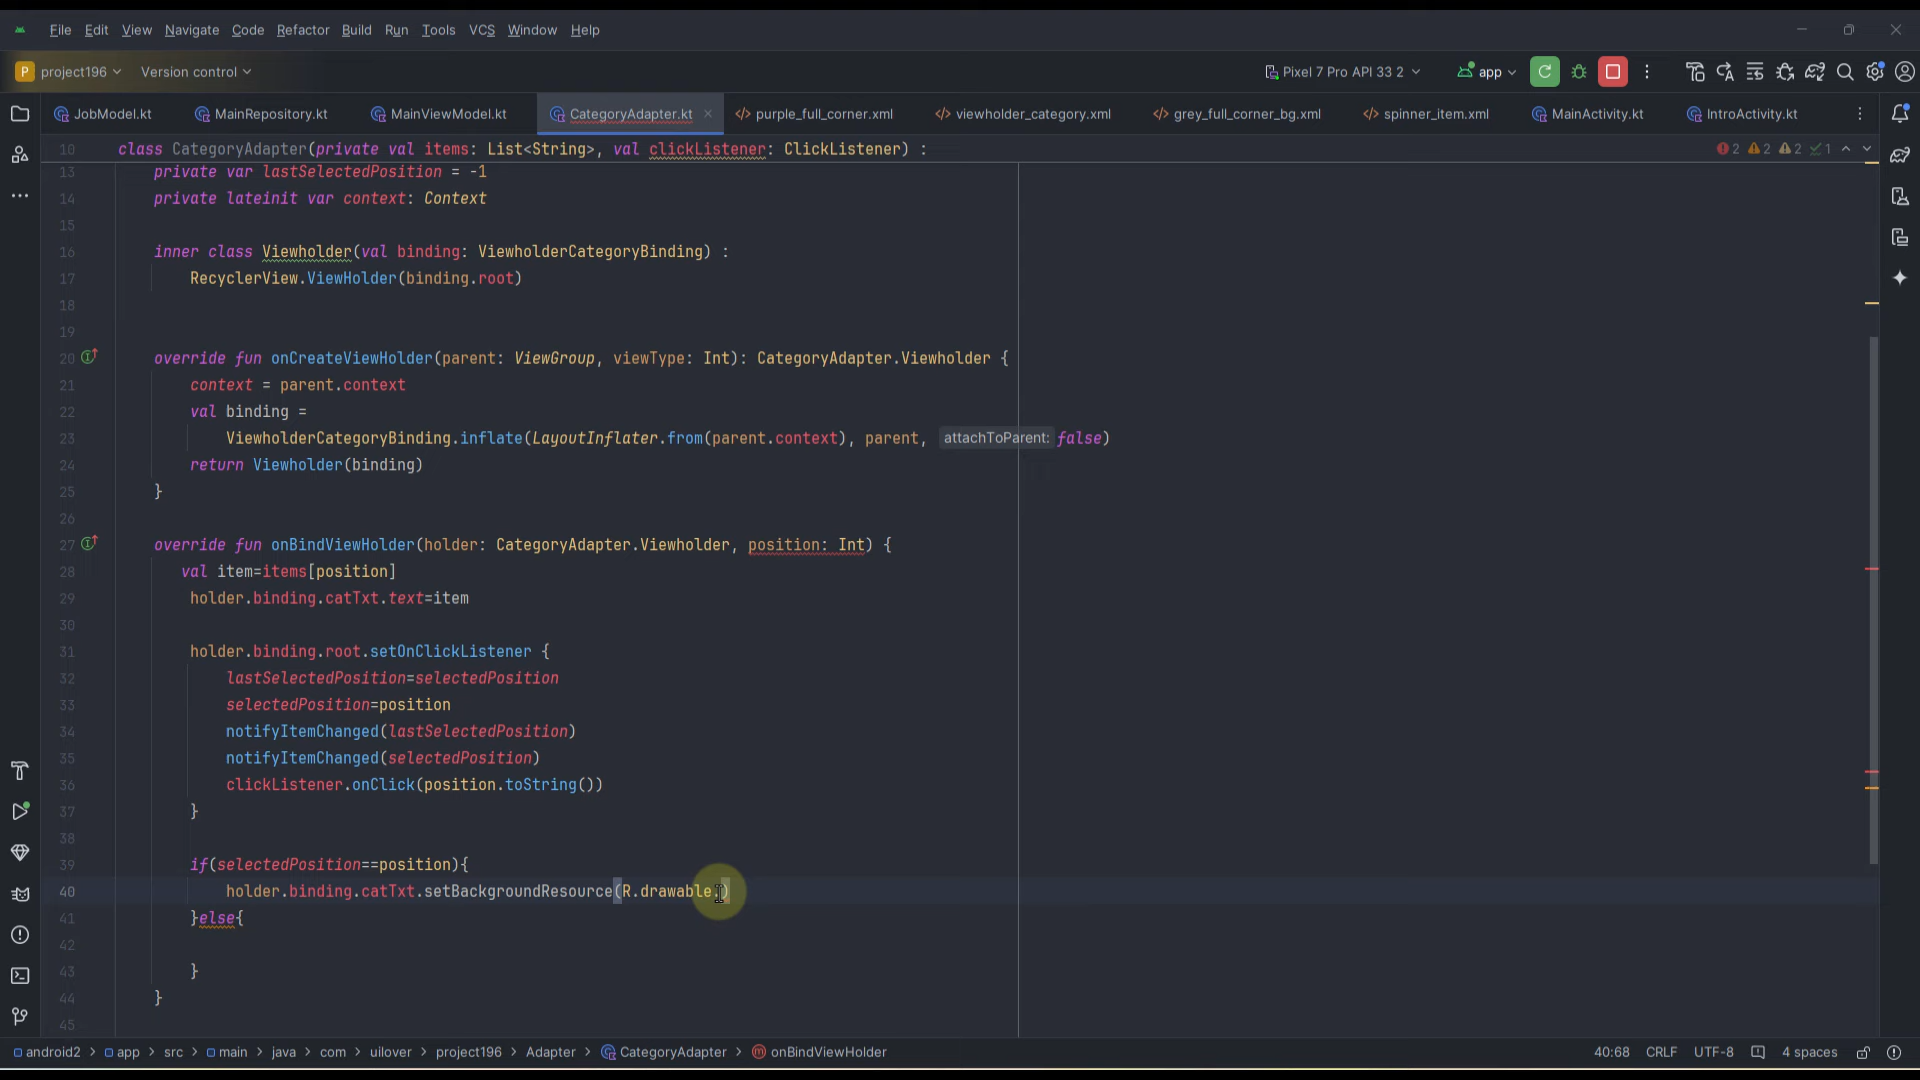 File Edit View Navigate Code Refactor Build Run Tools VCS Window Help
P project196 Version control Pixel 7 Pro API 33 2 app
JobModel.kt MainRepository.kt MainViewModel.kt CategoryAdapter.kt purple_full_corner.xml viewholder_category.xml grey_full_corner_bg.xml spinner_item.xml MainActivity.kt IntroActivity.kt
10 class CategoryAdapter(private val items: List<String>, val clickListener: ClickListener) : 2 2 2 1
13 private var lastSelectedPosition = -1
14 private lateinit var context: Context
15
16 inner class Viewholder(val binding: ViewholderCategoryBinding) :
17 RecyclerView.ViewHolder(binding.root)
18
19
20 override fun onCreateViewHolder(parent: ViewGroup, viewType: Int): CategoryAdapter.Viewholder {
21 context = parent.context
22 val binding =
23 ViewholderCategoryBinding.inflate(LayoutInflater.from(parent.context), parent, attachToParent: false)
24 return Viewholder(binding)
25 }
26
27 override fun onBindViewHolder(holder: CategoryAdapter.Viewholder, position: Int) {
28 val item=items[position]
29 holder.binding.catTxt.text=item
30
31 holder.binding.root.setOnClickListener {
32 lastSelectedPosition=selectedPosition
33 selectedPosition=position
34 notifyItemChanged(lastSelectedPosition)
35 notifyItemChanged(selectedPosition)
36 clickListener.onClick(position.toString())
37 }
38
39 if(selectedPosition==position){
40 holder.binding.catTxt.setBackgroundResource(R.drawable.)
41 }else{
42
43 }
44 }
45
android2 > app > src > main > java > com > uilover > project196 > Adapter > CategoryAdapter > onBindViewHolder 40:68 CRLF UTF-8 4 spaces